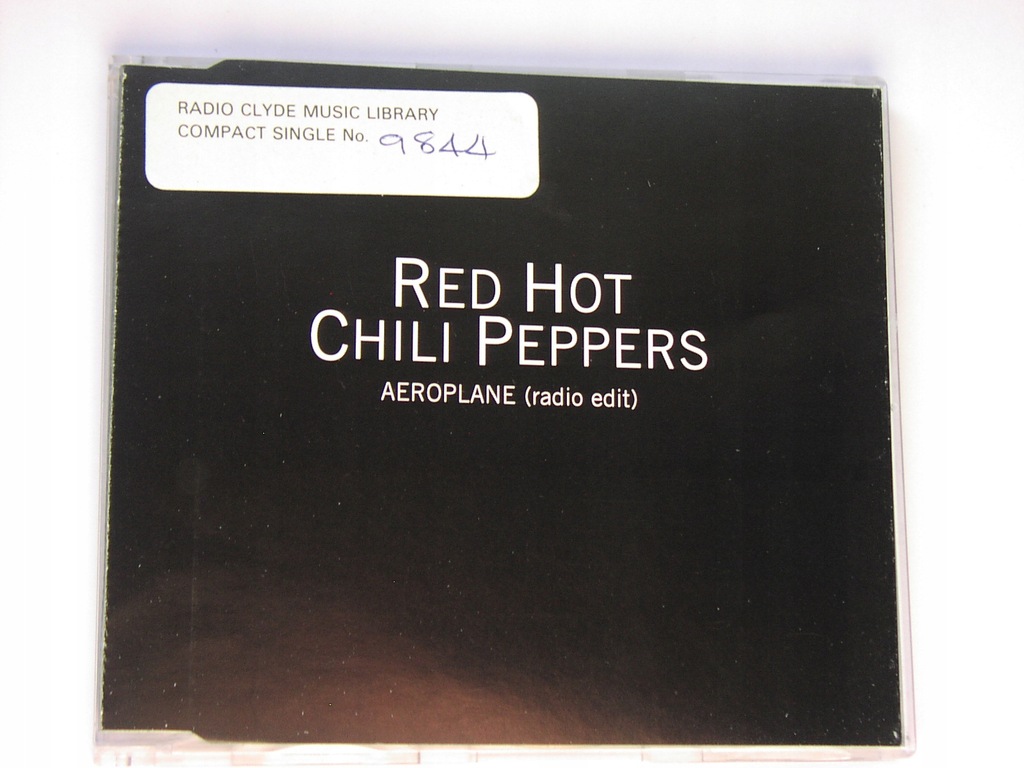 RADIO CLYDE MUSIC LIBRARY
COMPACT SINGLE No. 9844
RED HOT
CHILI PEPPERS
AEROPLANE (radio edit)